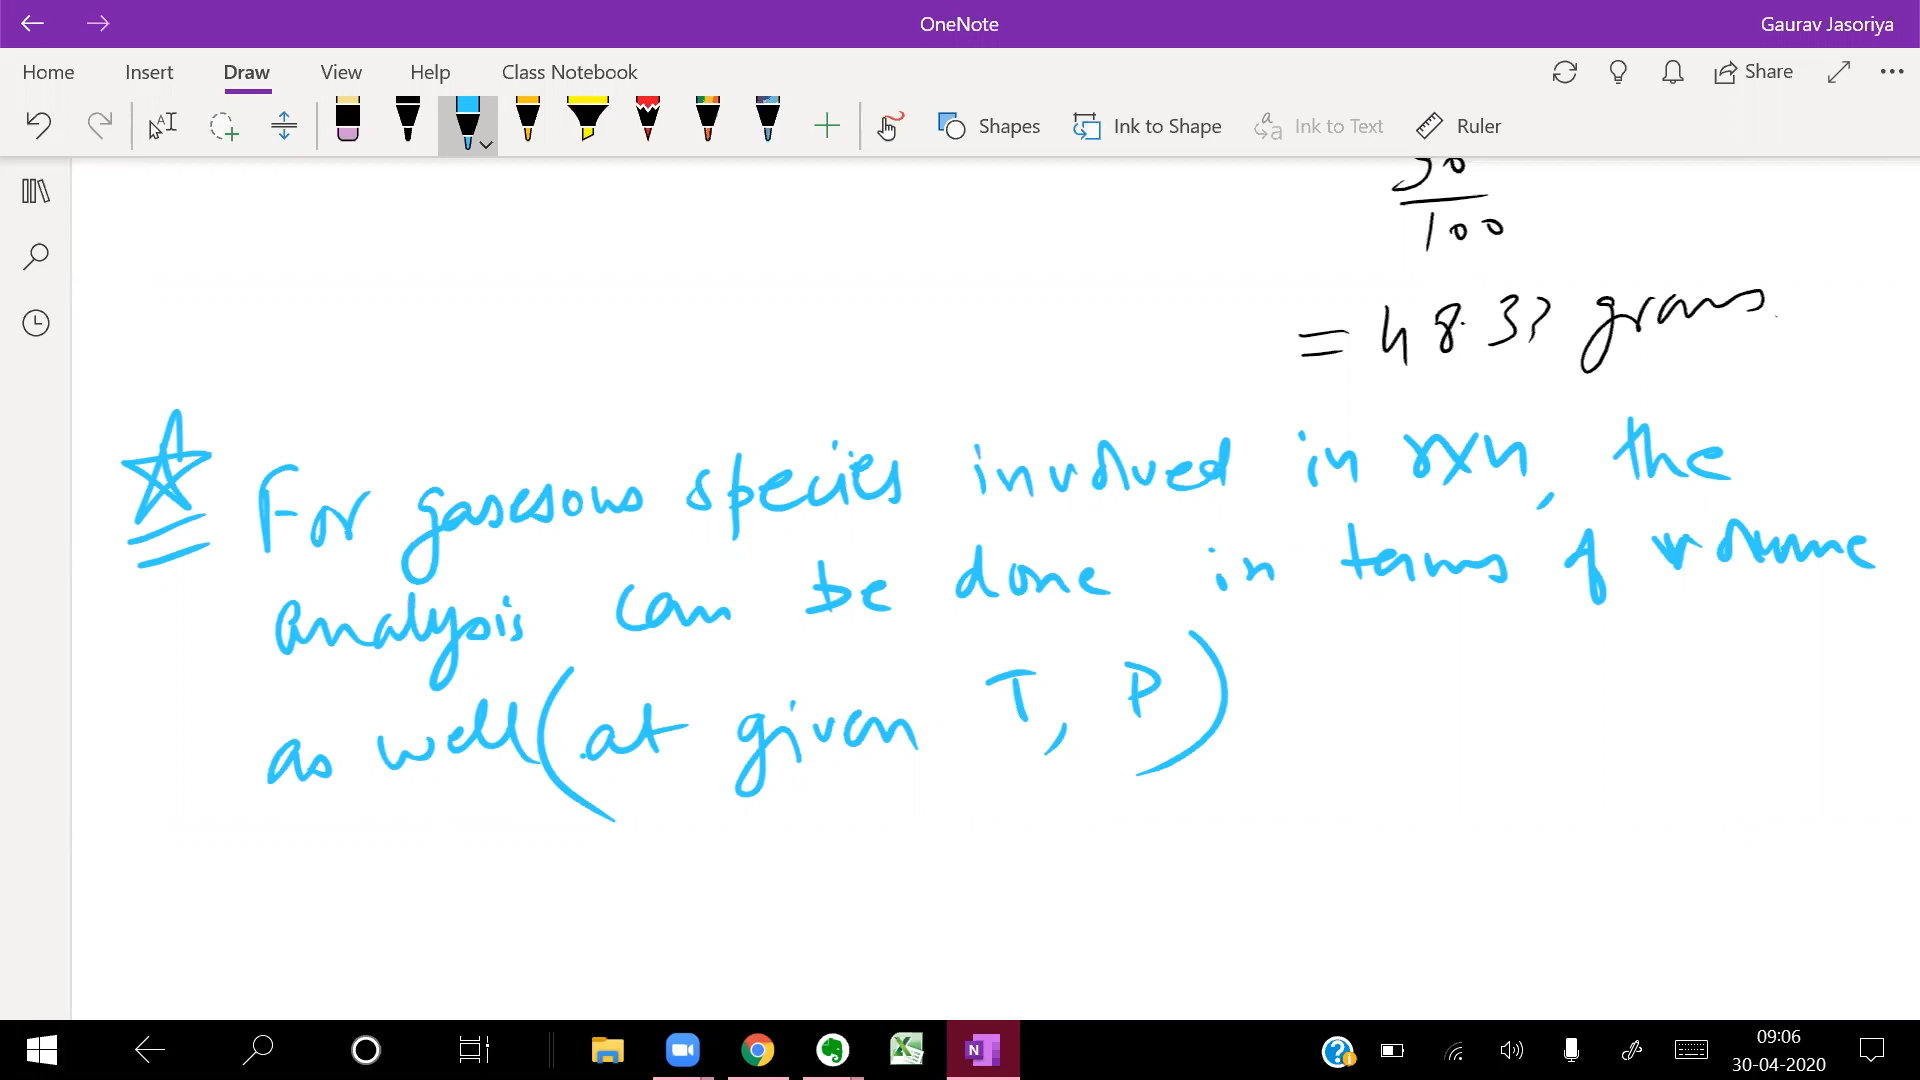 OneNote
Gaurav Jasoriya
Home Insert Draw View Help Class Notebook Share
Shapes Ink to Shape Ink to Text Ruler
100
= 48.33 grams.
For gasesous species involved in rxn, the
analysis can be done in terms of volume
as well (at given T, P)
09:06
30-04-2020